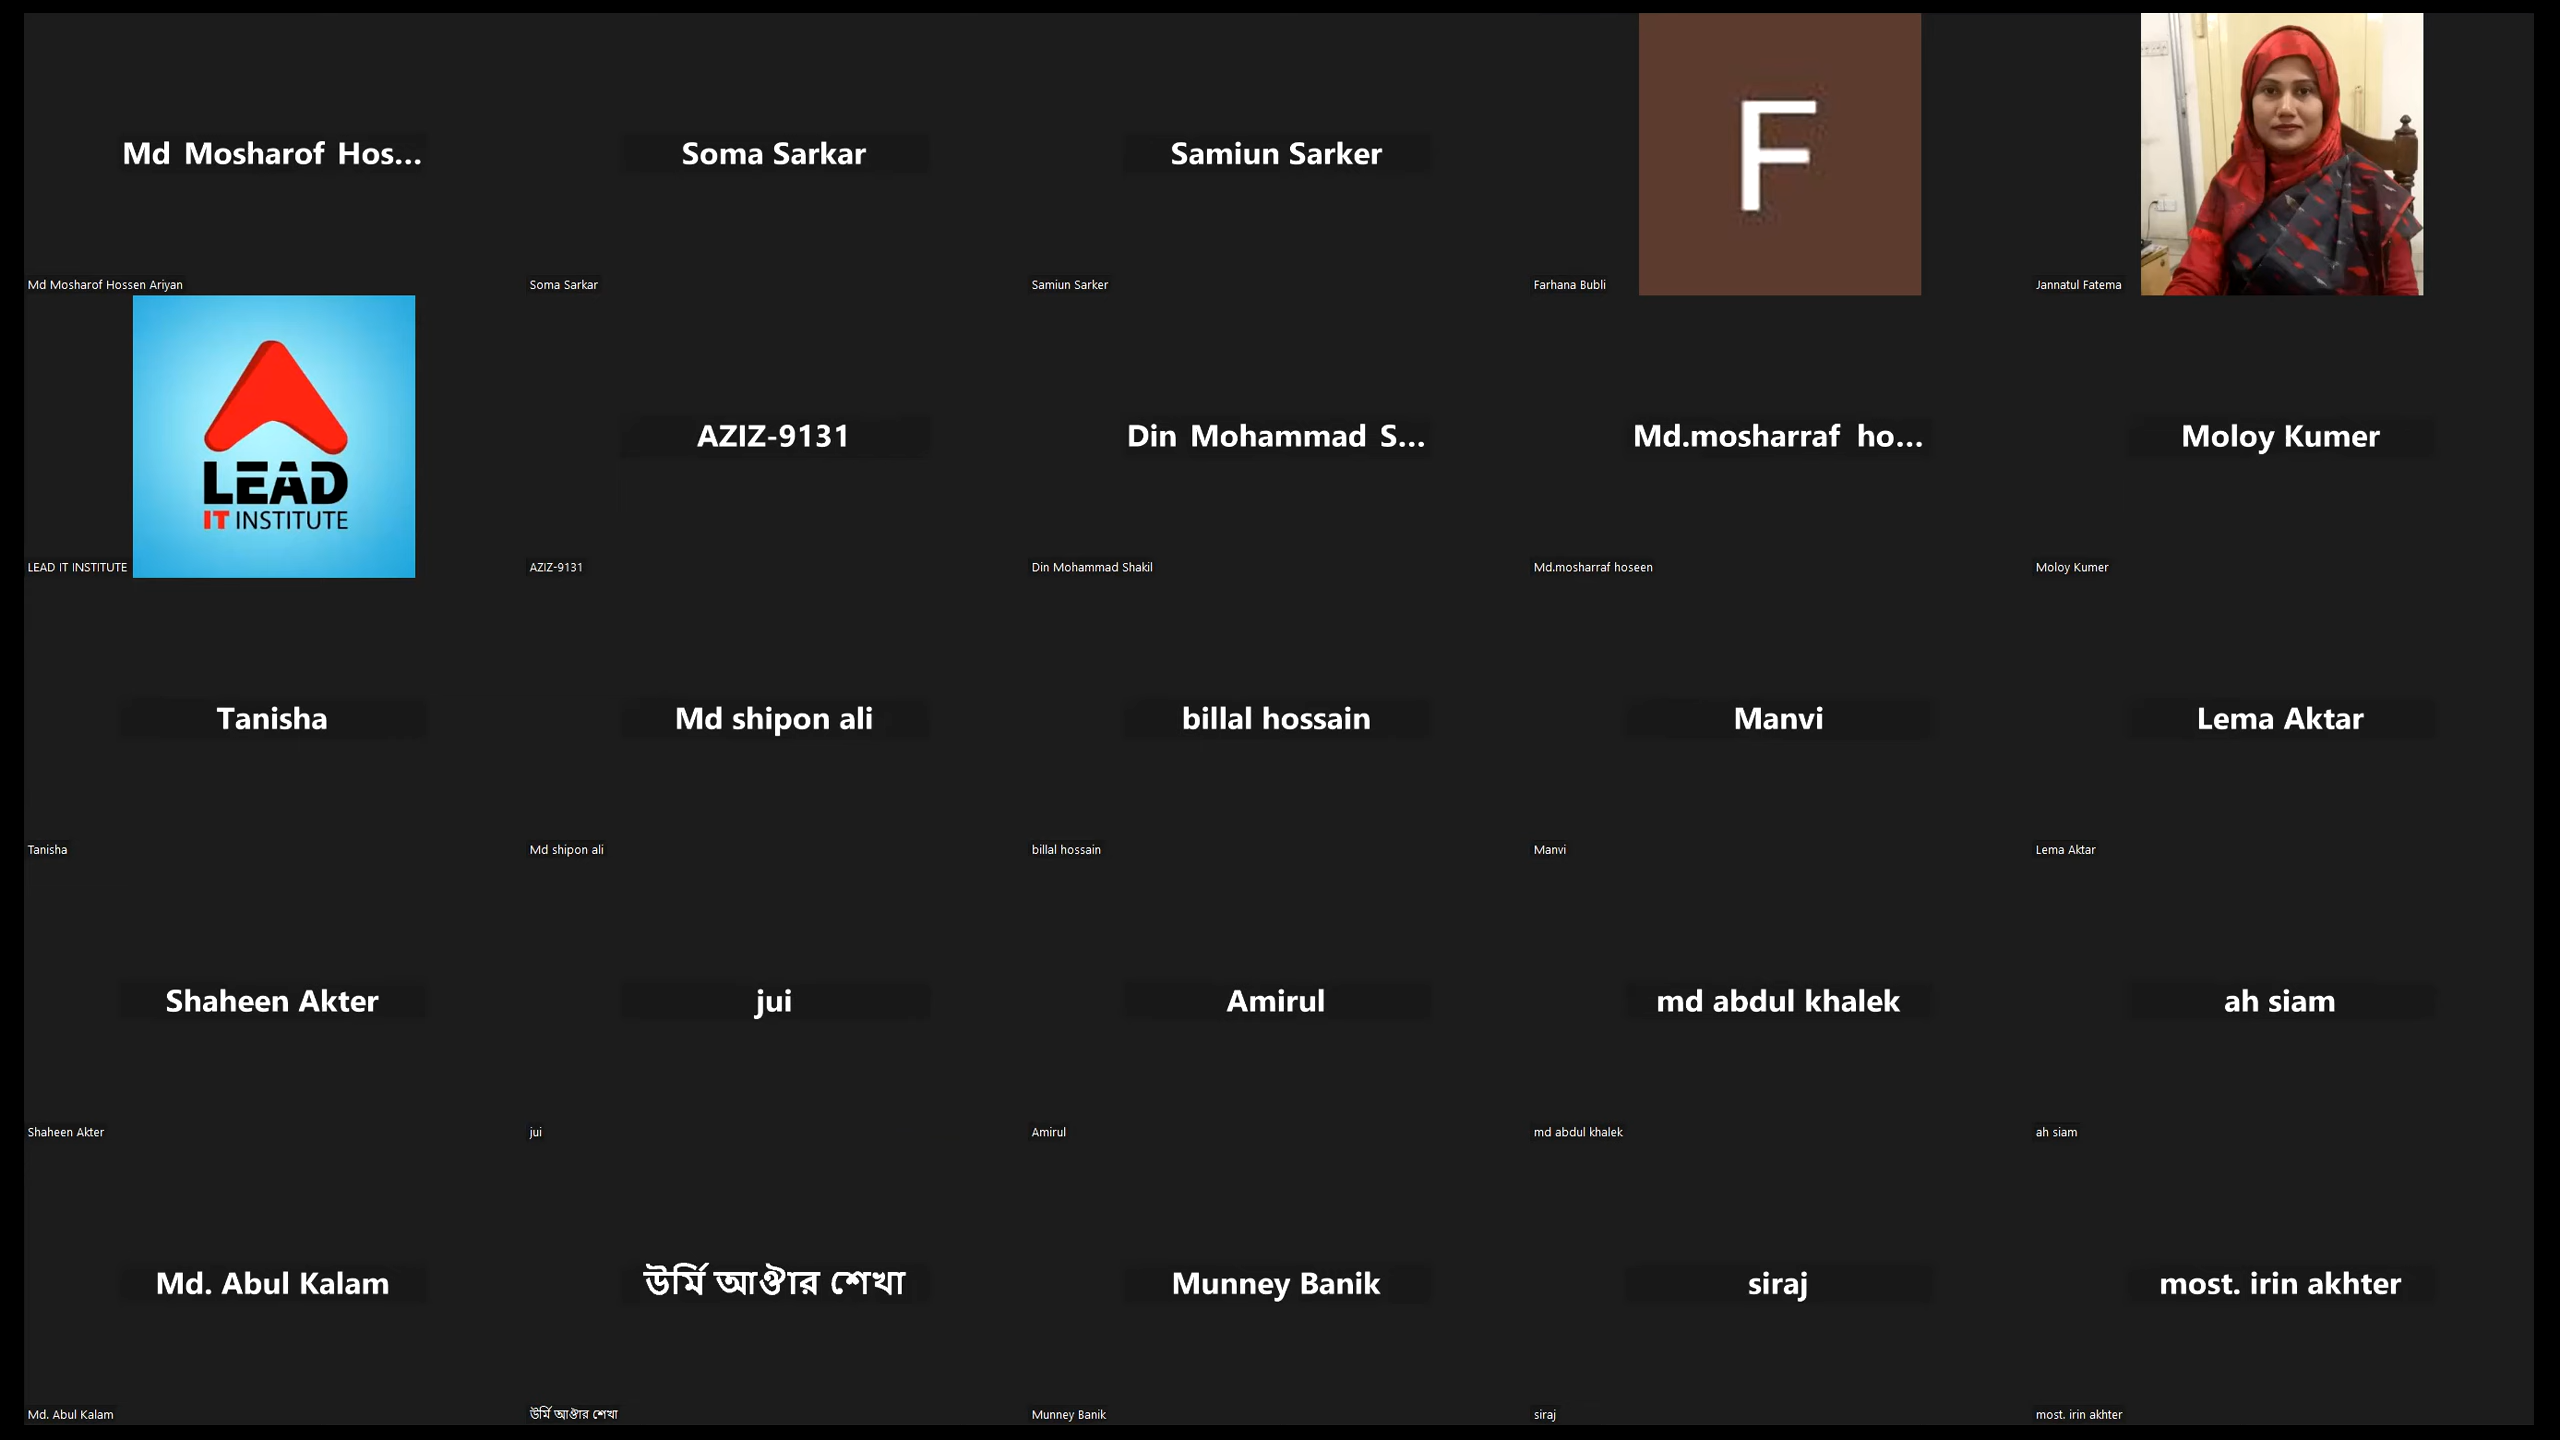 Md Mosharof Hos...
Soma Sarkar
Samiun Sarker
F
Md Mosharof Hossen Ariyan
Soma Sarkar
Samiun Sarker
Farhana Bubli
Jannatul Fatema
LEAD
IT INSTITUTE
AZIZ-9131
Din Mohammad S...
Md.mosharraf ho...
Moloy Kumer
LEAD IT INSTITUTE
AZIZ-9131
Din Mohammad Shakil
Md.mosharraf hoseen
Moloy Kumer
Tanisha
Md shipon ali
billal hossain
Manvi
Lema Aktar
Tanisha
Md shipon ali
billal hossain
Manvi
Lema Aktar
Shaheen Akter
jui
Amirul
md abdul khalek
ah siam
Shaheen Akter
jui
Amirul
md abdul khalek
ah siam
Md. Abul Kalam
উর্মি আঔার শেখা
Munney Banik
siraj
most. irin akhter
Md. Abul Kalam
উর্মি আঔার শেখা
Munney Banik
siraj
most. irin akhter